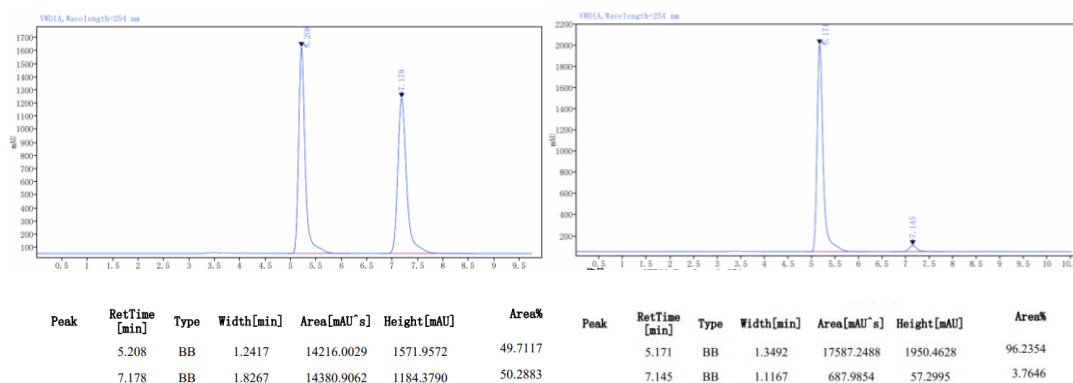 VWD1A,Wavelength=254 nm
1700
1600
1500
1400
1300
1200
1100
1000
900
800
700
600
500
400
300
200
100
mAU
5.208
7.178
0.5 1 1.5 2 2.5 3 3.5 4 4.5 5 5.5 6 6.5 7 7.5 8 8.5 9 9.5
Peak RetTime [min] Type Width[min] Area[mAU^s] Height[mAU] Area%
5.208 BB 1.2417 14216.0029 1571.9572 49.7117
7.178 BB 1.8267 14380.9062 1184.3790 50.2883
VWD1A,Wavelength=254 nm
2200
2000
1800
1600
1400
1200
1000
800
600
400
200
mAU
5.171
7.145
0.5 1 1.5 2 2.5 3 3.5 4 4.5 5 5.5 6 6.5 7 7.5 8 8.5 9 9.5 10 10.
Peak RetTime [min] Type Width[min] Area[mAU^s] Height[mAU] Area%
5.171 BB 1.3492 17587.2488 1950.4628 96.2354
7.145 BB 1.1167 687.9854 57.2995 3.7646